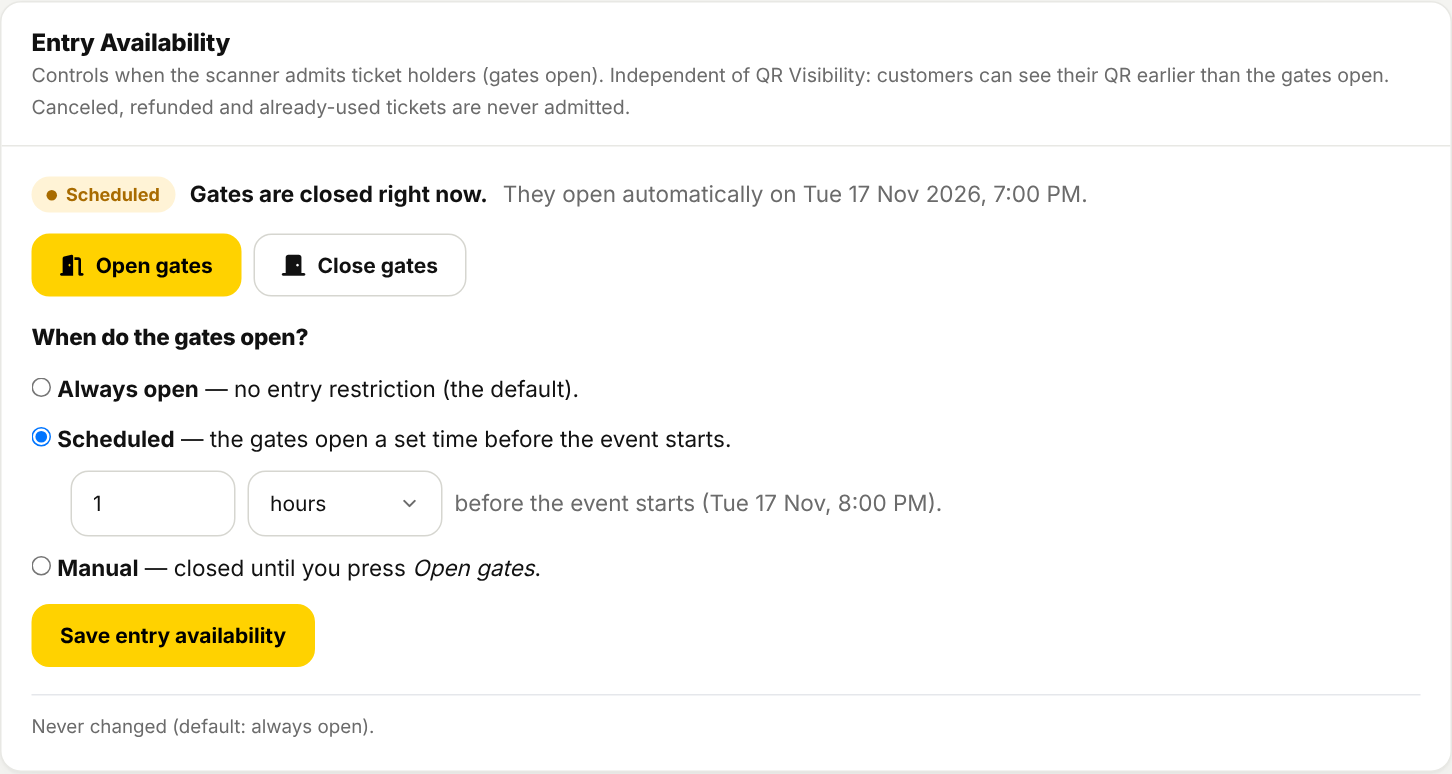 Entry Availability
Controls when the scanner admits ticket holders (gates open). Independent of QR Visibility: customers can see their QR earlier than the gates open.
Canceled, refunded and already-used tickets are never admitted.
Scheduled Gates are closed right now. They open automatically on Tue 17 Nov 2026, 7:00 PM.
Open gates Close gates
When do the gates open?
Always open — no entry restriction (the default).
Scheduled — the gates open a set time before the event starts.
1 hours before the event starts (Tue 17 Nov, 8:00 PM).
Manual — closed until you press Open gates.
Save entry availability
Never changed (default: always open).